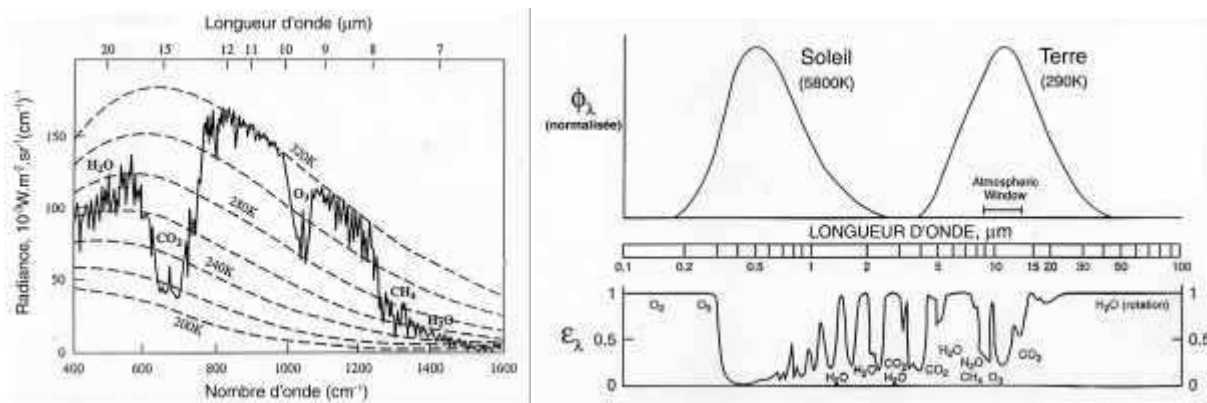 Longueur d'onde (μm)
20 15 12 11 10 9 8 7
Radiance, 10⁻³W.m².sr⁻¹(cm⁻¹)⁻¹
150
100
50
0
H₂O
CO₂
O₃
CH₄
H₂O
320K
280K
240K
200K
400 600 800 1000 1200 1400 1600
Nombre d'onde (cm⁻¹)
Soleil
(5800K)
Terre
(290K)
ϕλ
(normalisée)
Atmospheric
Window
LONGUEUR D'ONDE, μm
0.1 0.2 0.5 1 2 5 10 15 20 30 50 100
ελ
1
0.5
0
O₂ O₃ H₂O (rotation)
H₂O H₂O CO₂ CO₂ H₂O H₂O CO₂
H₂O CH₄ O₃
1
0.5
0